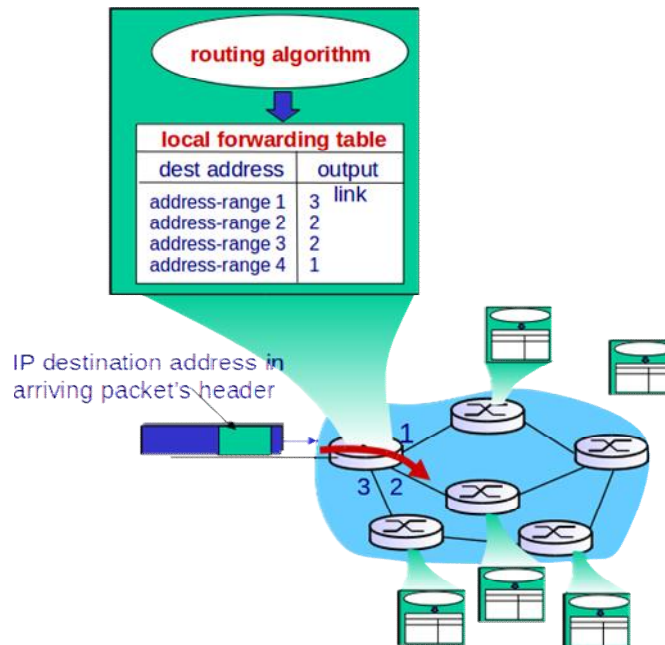 routing algorithm
local forwarding table
dest address output
link
address-range 1 3
address-range 2 2
address-range 3 2
address-range 4 1
IP destination address in
arriving packet's header
1
3 2